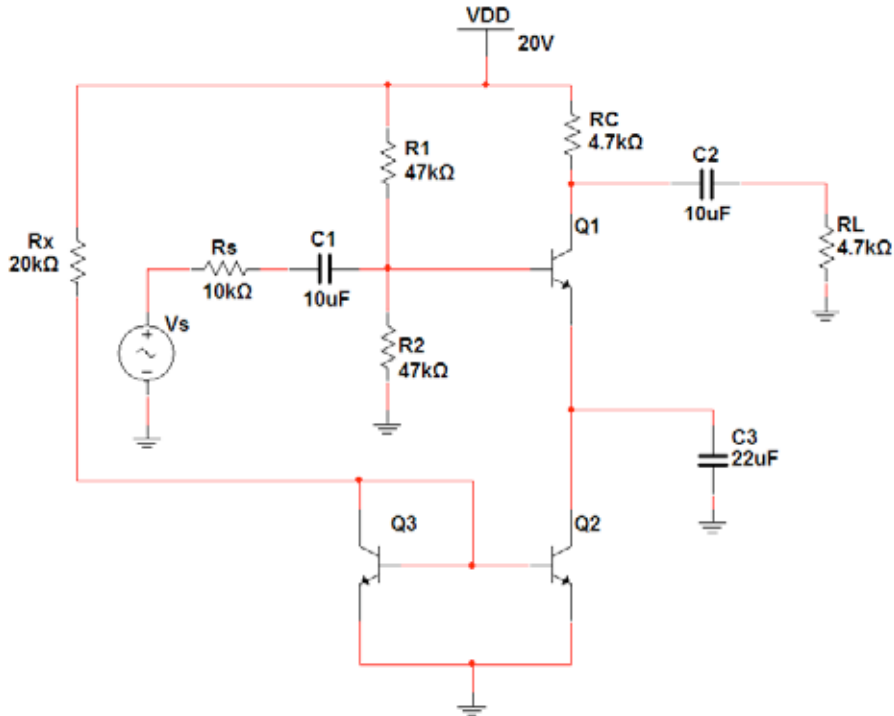 VDD
20V
RC
4.7kΩ
R1
47kΩ
C2
10uF
Q1
RL
4.7kΩ
Rx
20kΩ
Rs
10kΩ
C1
10uF
Vs
R2
47kΩ
C3
22uF
Q3
Q2